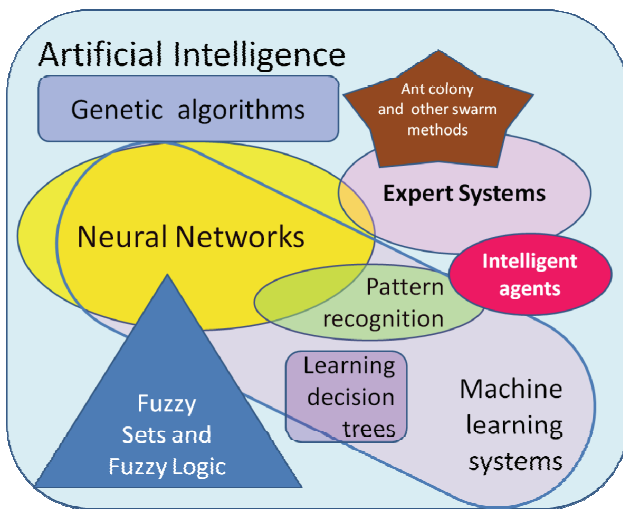 Artificial Intelligence
Genetic algorithms
Ant colony
and other swarm
methods
Expert Systems
Neural Networks
Intelligent
agents
Pattern
recognition
Learning
decision
trees
Machine
learning
systems
Fuzzy
Sets and
Fuzzy Logic